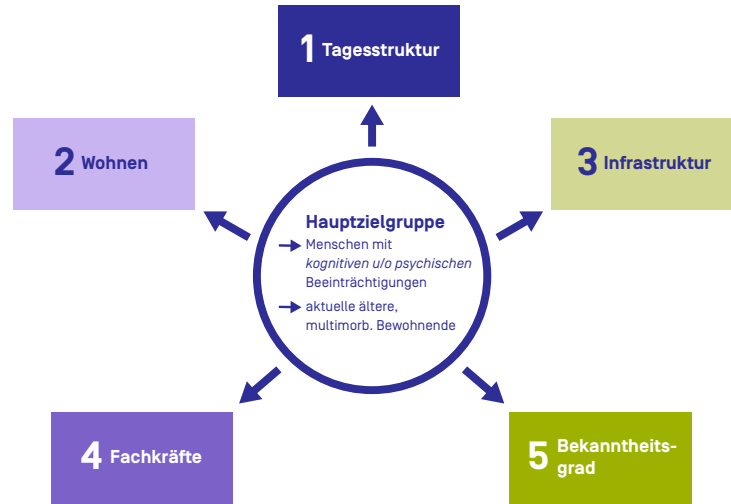 1 Tagesstruktur
2 Wohnen
3 Infrastruktur
Hauptzielgruppe
Menschen mit
kognitiven u/o psychischen
Beeinträchtigungen
aktuelle ältere,
multimorb. Bewohnende
4 Fachkräfte
5 Bekanntheits-
grad